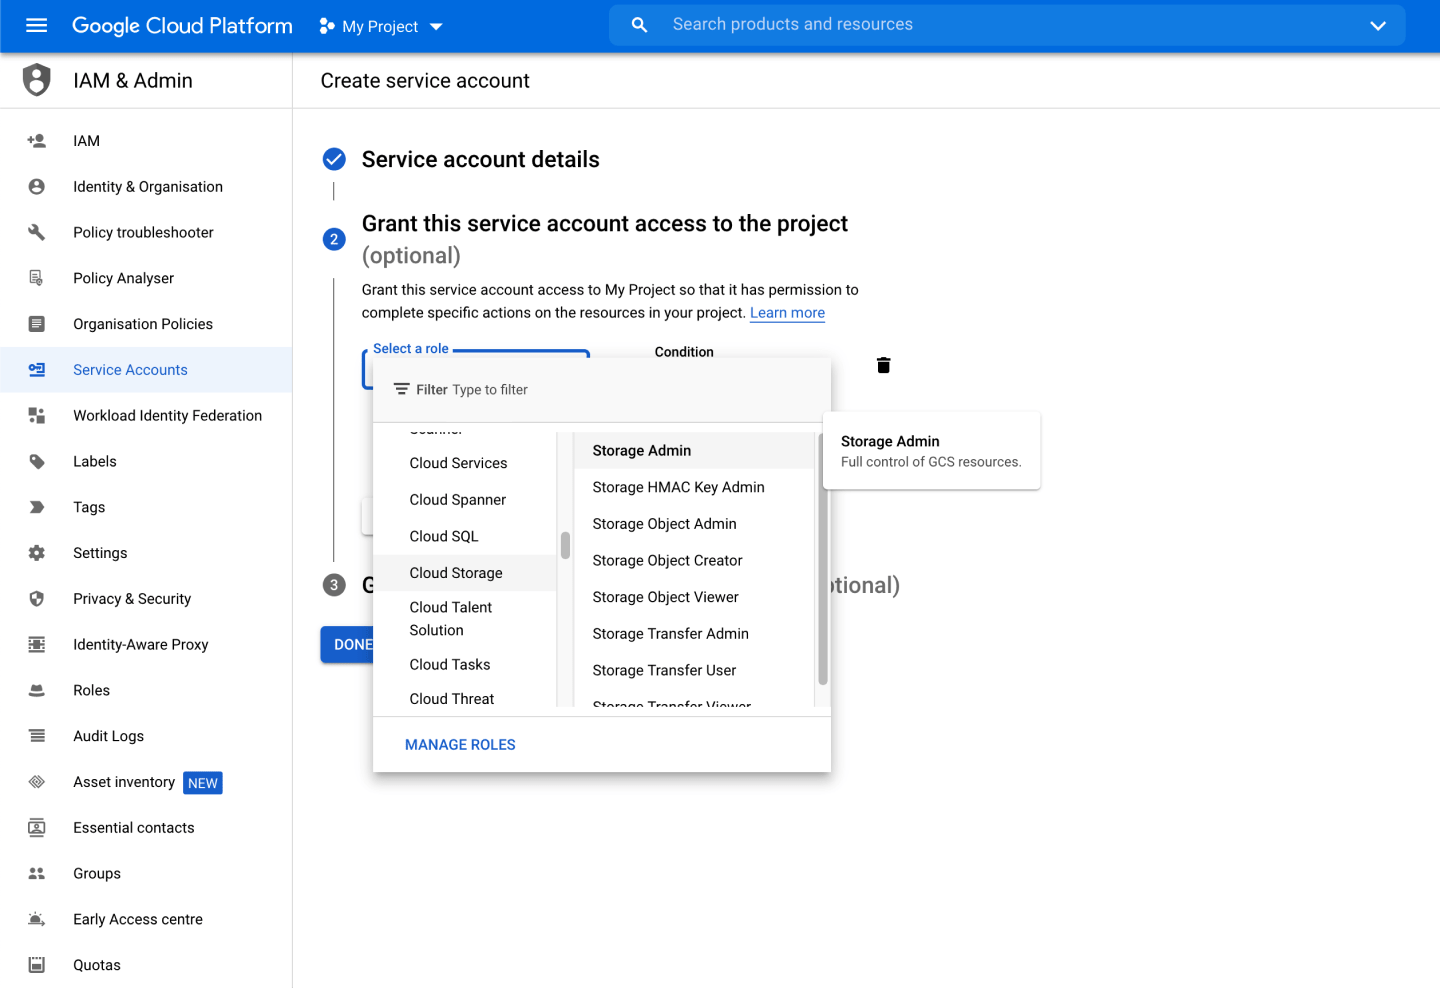 Google Cloud Platform
My Project
Search products and resources
IAM & Admin
Create service account
IAM
Identity & Organisation
Policy troubleshooter
Policy Analyser
Organisation Policies
Service Accounts
Workload Identity Federation
Labels
Tags
Settings
Privacy & Security
Identity-Aware Proxy
Roles
Audit Logs
Asset inventory NEW
Essential contacts
Groups
Early Access centre
Quotas
Service account details
2
Grant this service account access to the project
(optional)
Grant this service account access to My Project so that it has permission to
complete specific actions on the resources in your project. Learn more
Select a role
Condition
Filter Type to filter
Cloud Services
Cloud Spanner
Cloud SQL
Cloud Storage
Cloud Talent
Solution
Cloud Tasks
Cloud Threat
Storage Admin
Storage HMAC Key Admin
Storage Object Admin
Storage Object Creator
Storage Object Viewer
Storage Transfer Admin
Storage Transfer User
Storage Transfer Viewer
Storage Admin
Full control of GCS resources.
MANAGE ROLES
3
DONE